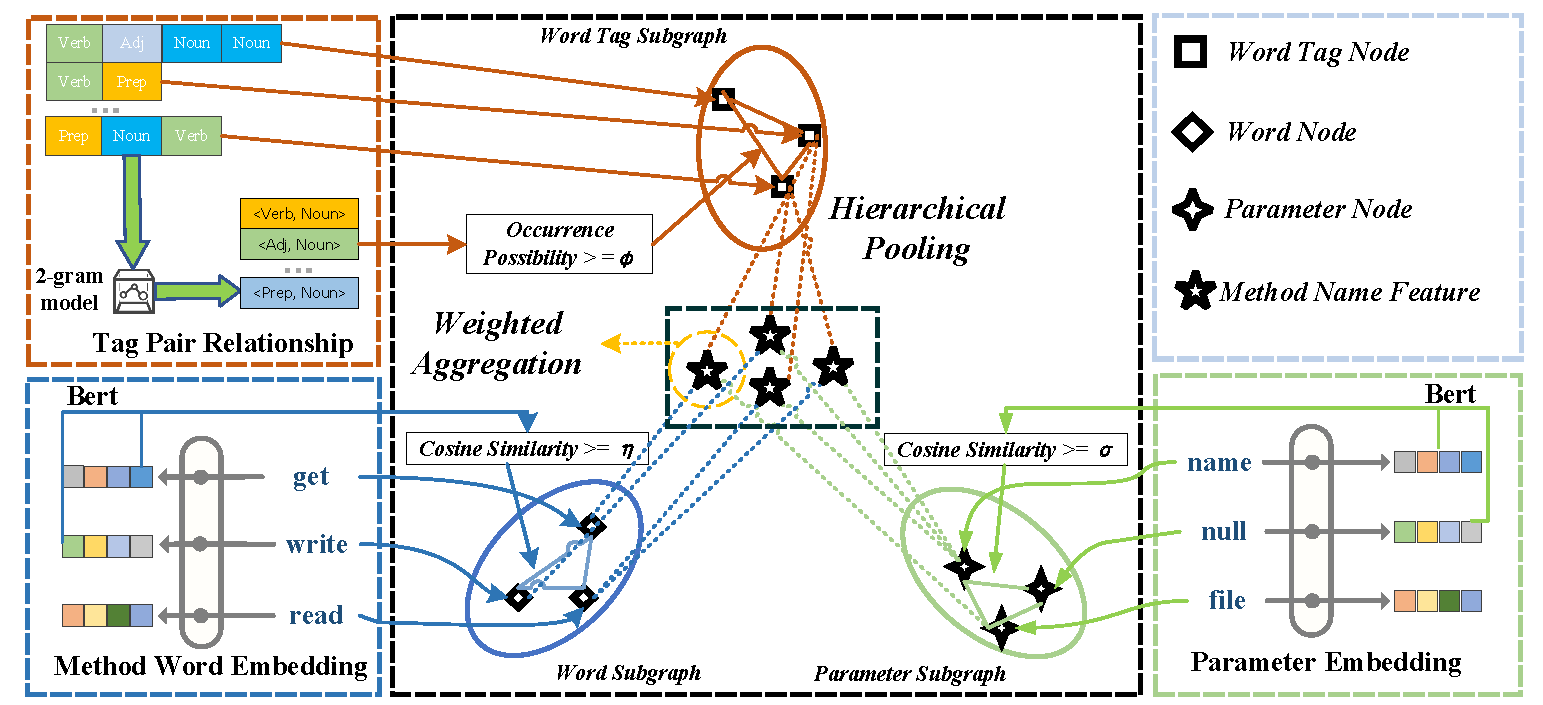 Verb Adj Noun Noun
Verb Prep
Prep Noun Verb
<Verb, Noun>
<Adj, Noun>
<Prep, Noun>
2-gram
model
Tag Pair Relationship
Word Tag Subgraph
Occurrence
Possibility >= ϕ
Hierarchical
Pooling
Weighted
Aggregation
Word Tag Node
Word Node
Parameter Node
Method Name Feature
Bert
get
write
read
Method Word Embedding
Cosine Similarity >= η
Word Subgraph
Cosine Similarity >= σ
Parameter Subgraph
Bert
name
null
file
Parameter Embedding